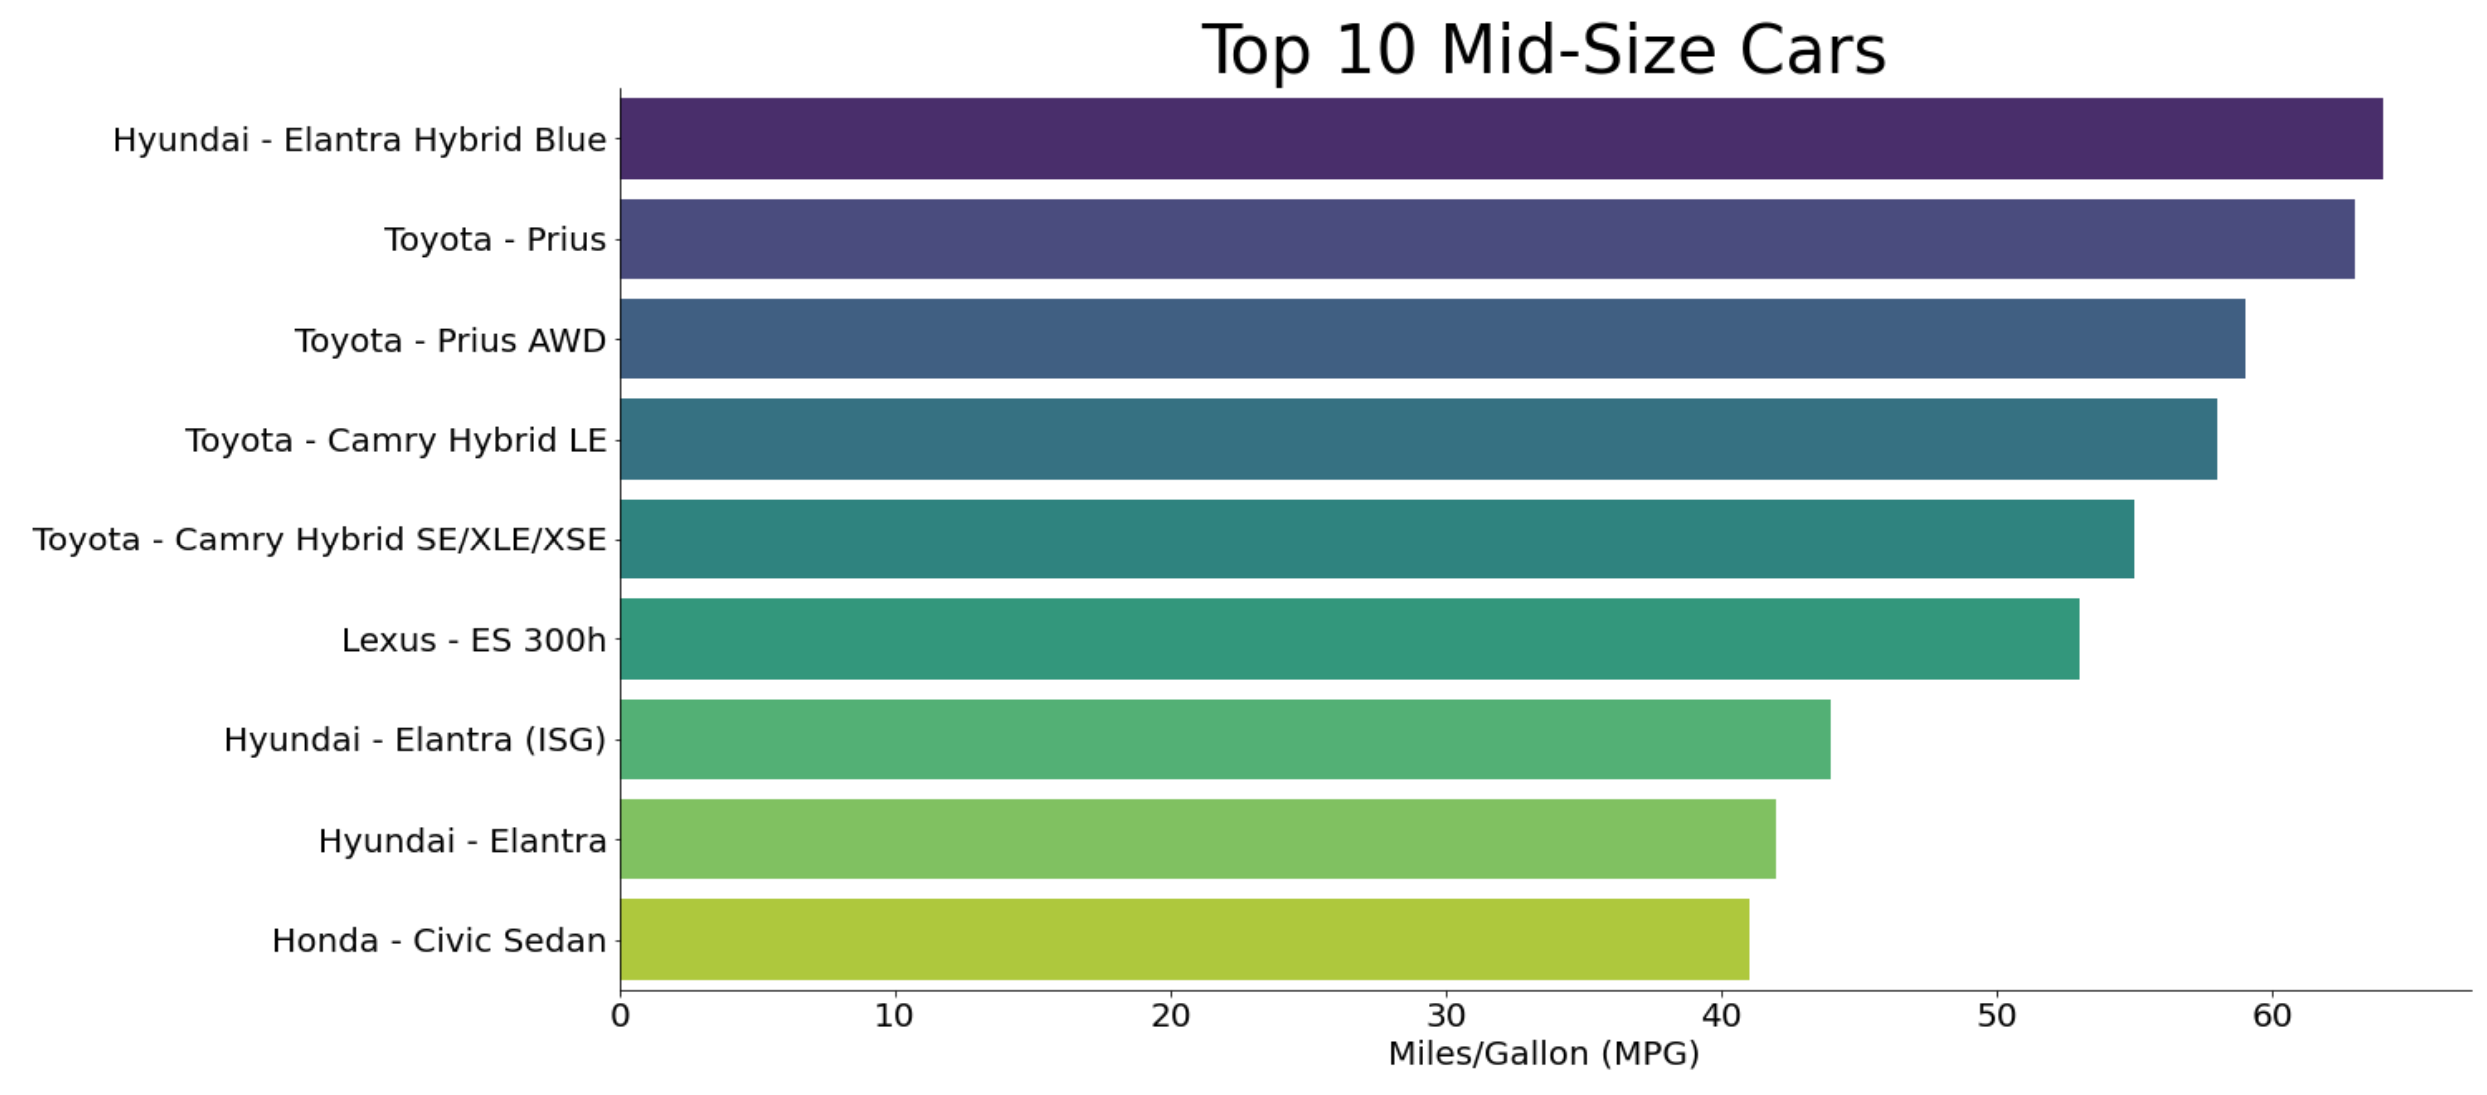 Top 10 Mid-Size Cars
Hyundai - Elantra Hybrid Blue
Toyota - Prius
Toyota - Prius AWD
Toyota - Camry Hybrid LE
Toyota - Camry Hybrid SE/XLE/XSE
Lexus - ES 300h
Hyundai - Elantra (ISG)
Hyundai - Elantra
Honda - Civic Sedan
0 10 20 30 40 50 60
Miles/Gallon (MPG)